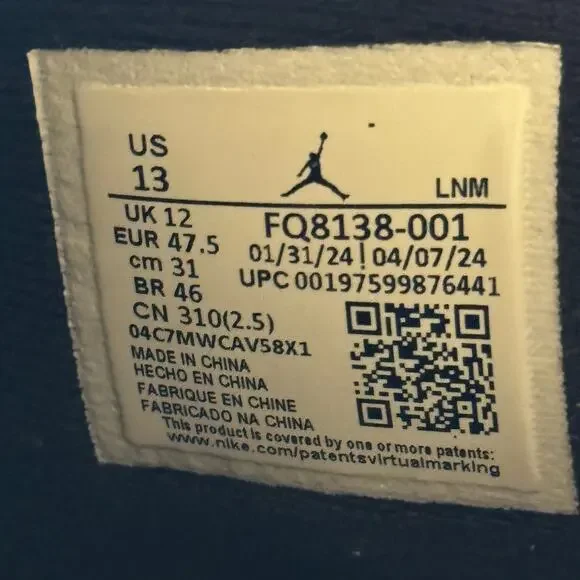 US
13
LNM
UK 12
FQ8138-001
EUR 47.5
01/31/24 | 04/07/24
cm 31
UPC 00197599876441
BR 46
CN 310(2.5)
04C7MWCAV58X1
MADE IN CHINA
HECHO EN CHINA
FABRIQUE EN CHINE
FABRICADO NA CHINA
This product is covered by one or more patents:
www.nike.com/patentsvirtualmarking